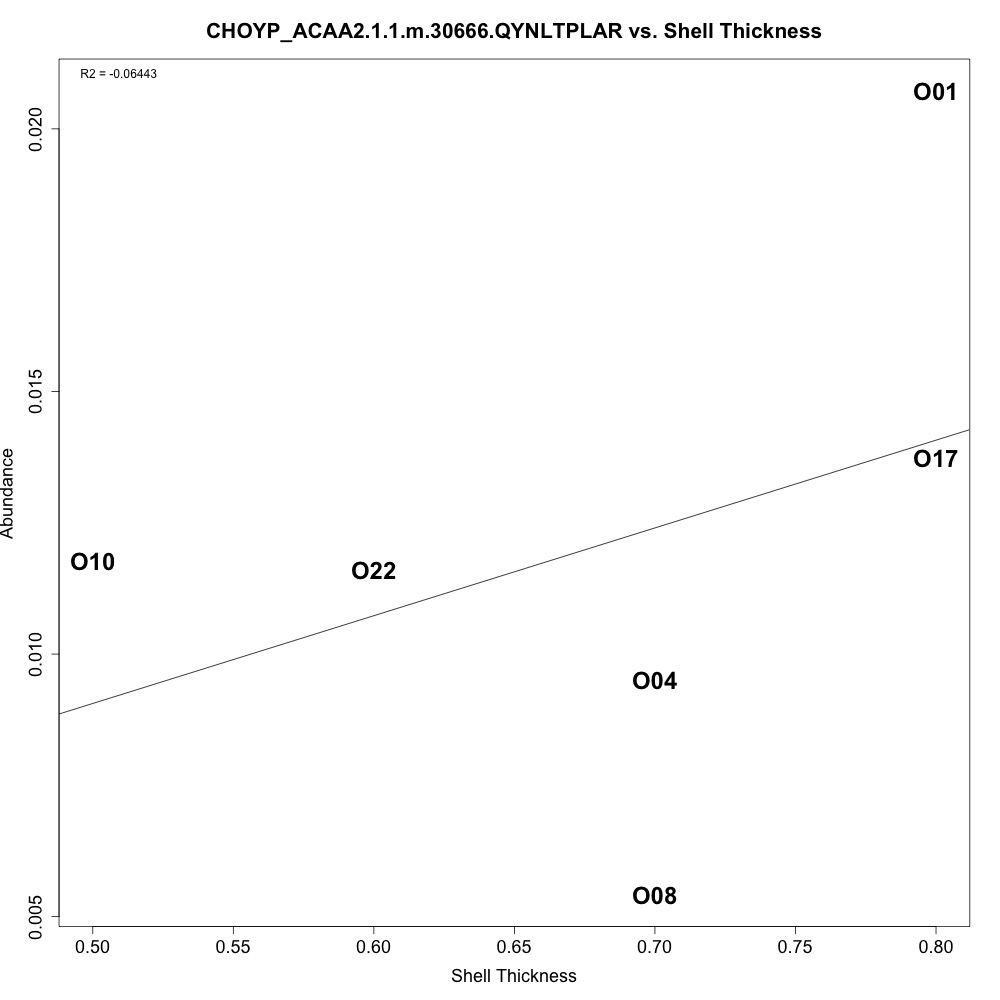 CHOYP_ACAA2.1.1.m.30666.QYNLTPLAR vs. Shell Thickness
R2 = -0.06443
O01
0.020
0.015
O17
Abundance
O10
O22
0.010
O04
O08
0.005
0.50 0.55 0.60 0.65 0.70 0.75 0.80
Shell Thickness